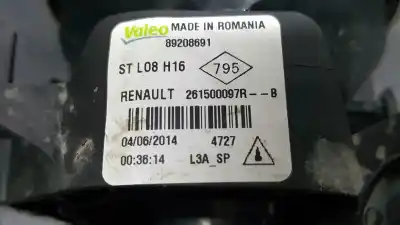 Valeo MADE IN ROMANIA
89208691
ST L08 H16 795
RENAULT 261500097R--B
04/06/2014 4727
00:36:14 L3A_SP